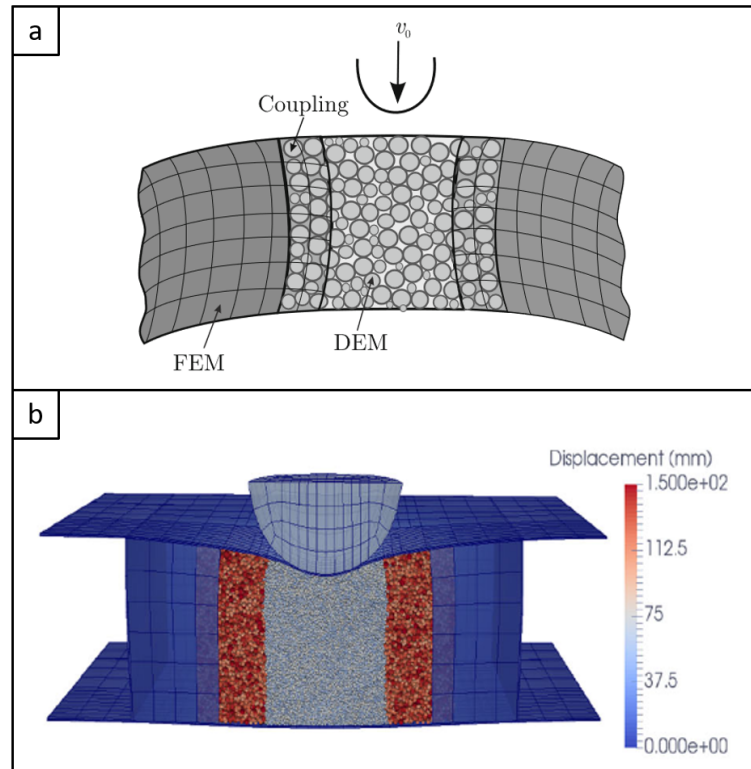 a
v₀
Coupling
DEM
FEM
b
Displacement (mm)
1.500e+02
112.5
75
37.5
0.000e+00